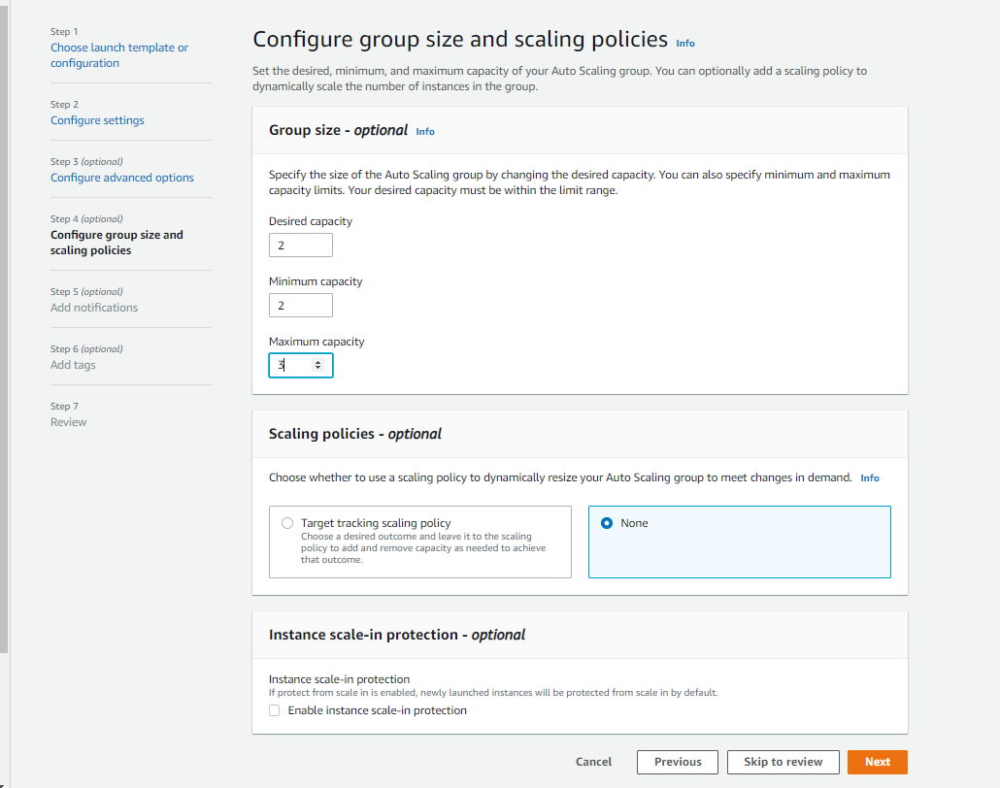 Step 1
Choose launch template or
configuration
Step 2
Configure settings
Step 3 (optional)
Configure advanced options
Step 4 (optional)
Configure group size and
scaling policies
Step 5 (optional)
Add notifications
Step 6 (optional)
Add tags
Step 7
Review
Configure group size and scaling policies Info
Set the desired, minimum, and maximum capacity of your Auto Scaling group. You can optionally add a scaling policy to
dynamically scale the number of instances in the group.
Group size - optional Info
Specify the size of the Auto Scaling group by changing the desired capacity. You can also specify minimum and maximum
capacity limits. Your desired capacity must be within the limit range.
Desired capacity
2
Minimum capacity
2
Maximum capacity
3
Scaling policies - optional
Choose whether to use a scaling policy to dynamically resize your Auto Scaling group to meet changes in demand. Info
Target tracking scaling policy
Choose a desired outcome and leave it to the scaling
policy to add and remove capacity as needed to achieve
that outcome.
None
Instance scale-in protection - optional
Instance scale-in protection
If protect from scale in is enabled, newly launched instances will be protected from scale in by default.
Enable instance scale-in protection
Cancel Previous Skip to review Next